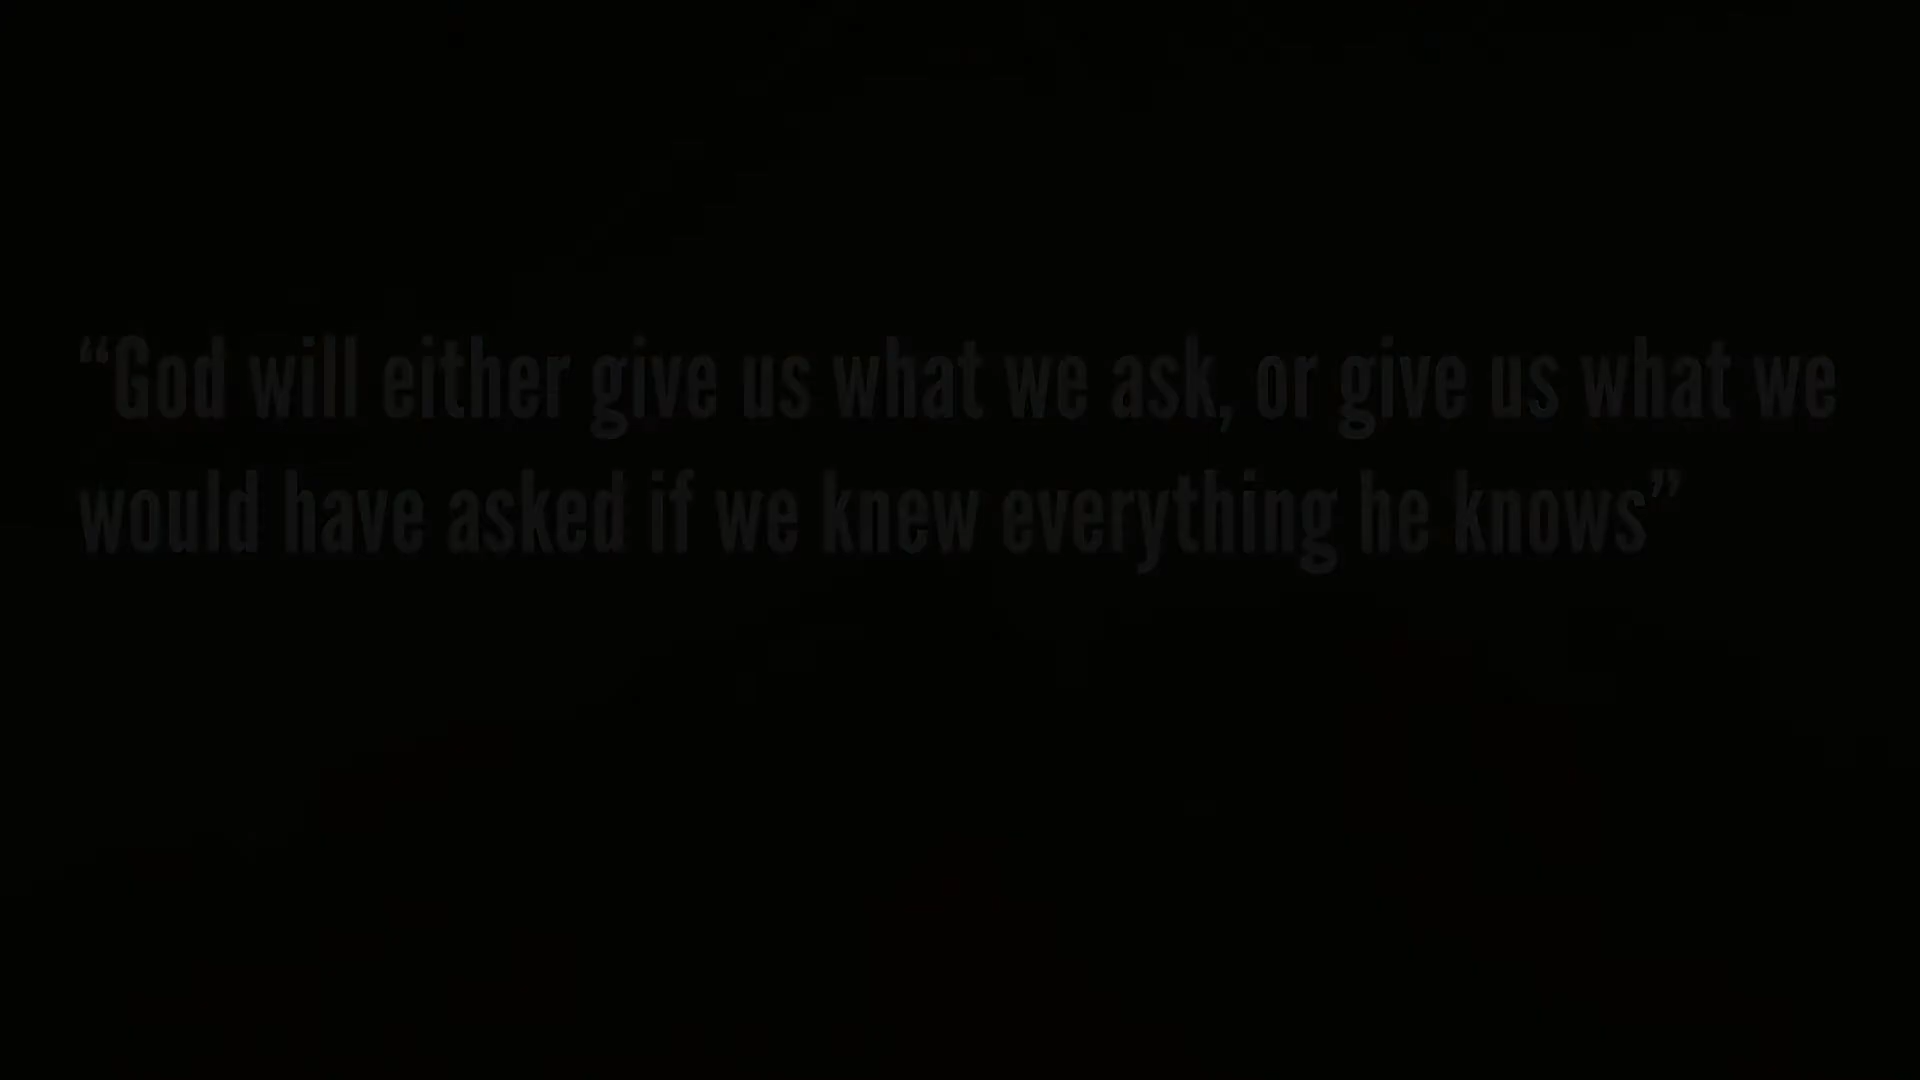 “God will either give us what we ask, or give us what we
would have asked if we knew everything he knows”